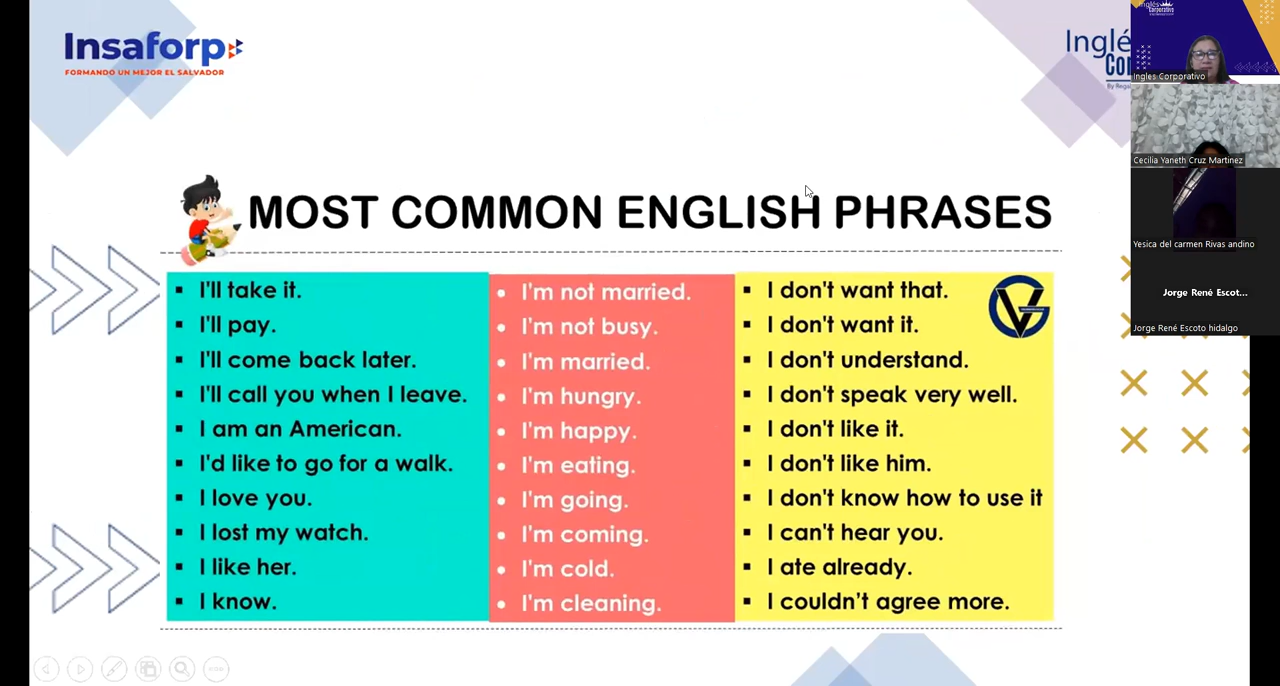 Insaforp
FORMANDO UN MEJOR EL SALVADOR
MOST COMMON ENGLISH PHRASES
▪ I'll take it.
▪ I'll pay.
▪ I'll come back later.
▪ I'll call you when I leave.
▪ I am an American.
▪ I'd like to go for a walk.
▪ I love you.
▪ I lost my watch.
▪ I like her.
▪ I know.
• I'm not married.
• I'm not busy.
• I'm married.
• I'm hungry.
• I'm happy.
• I'm eating.
• I'm going.
• I'm coming.
• I'm cold.
• I'm cleaning.
▪ I don't want that.
▪ I don't want it.
▪ I don't understand.
▪ I don't speak very well.
▪ I don't like it.
▪ I don't like him.
▪ I don't know how to use it
▪ I can't hear you.
▪ I ate already.
▪ I couldn't agree more.
Ingles Corporativo
Cecilia Yaneth Cruz Martinez
Yesica del carmen Rivas andino
Jorge René Escot...
Jorge René Escoto hidalgo